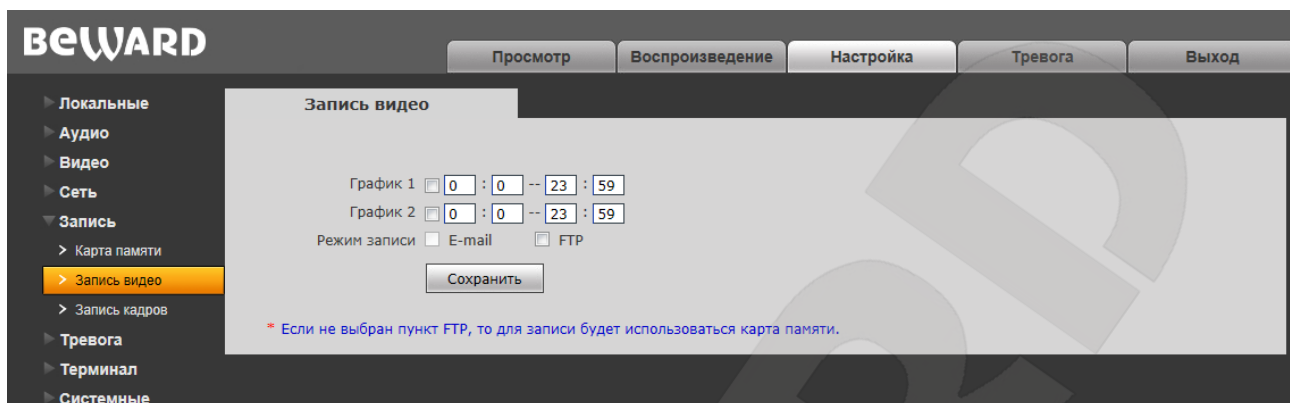 BEWARD
Просмотр Воспроизведение Настройка Тревога Выход
Локальные
Аудио
Видео
Сеть
Запись
Карта памяти
Запись видео
Запись кадров
Тревога
Терминал
Системные
Запись видео
График 1 0 : 0 -- 23 : 59
График 2 0 : 0 -- 23 : 59
Режим записи E-mail FTP
Сохранить
* Если не выбран пункт FTP, то для записи будет использоваться карта памяти.